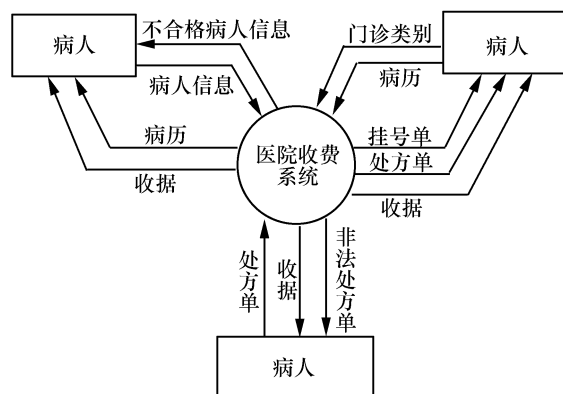 病人
不合格病人信息
病人信息
病历
收据
门诊类别
病历
病人
挂号单
处方单
收据
医院收费
系统
处方单
收据
非法处方单
病人